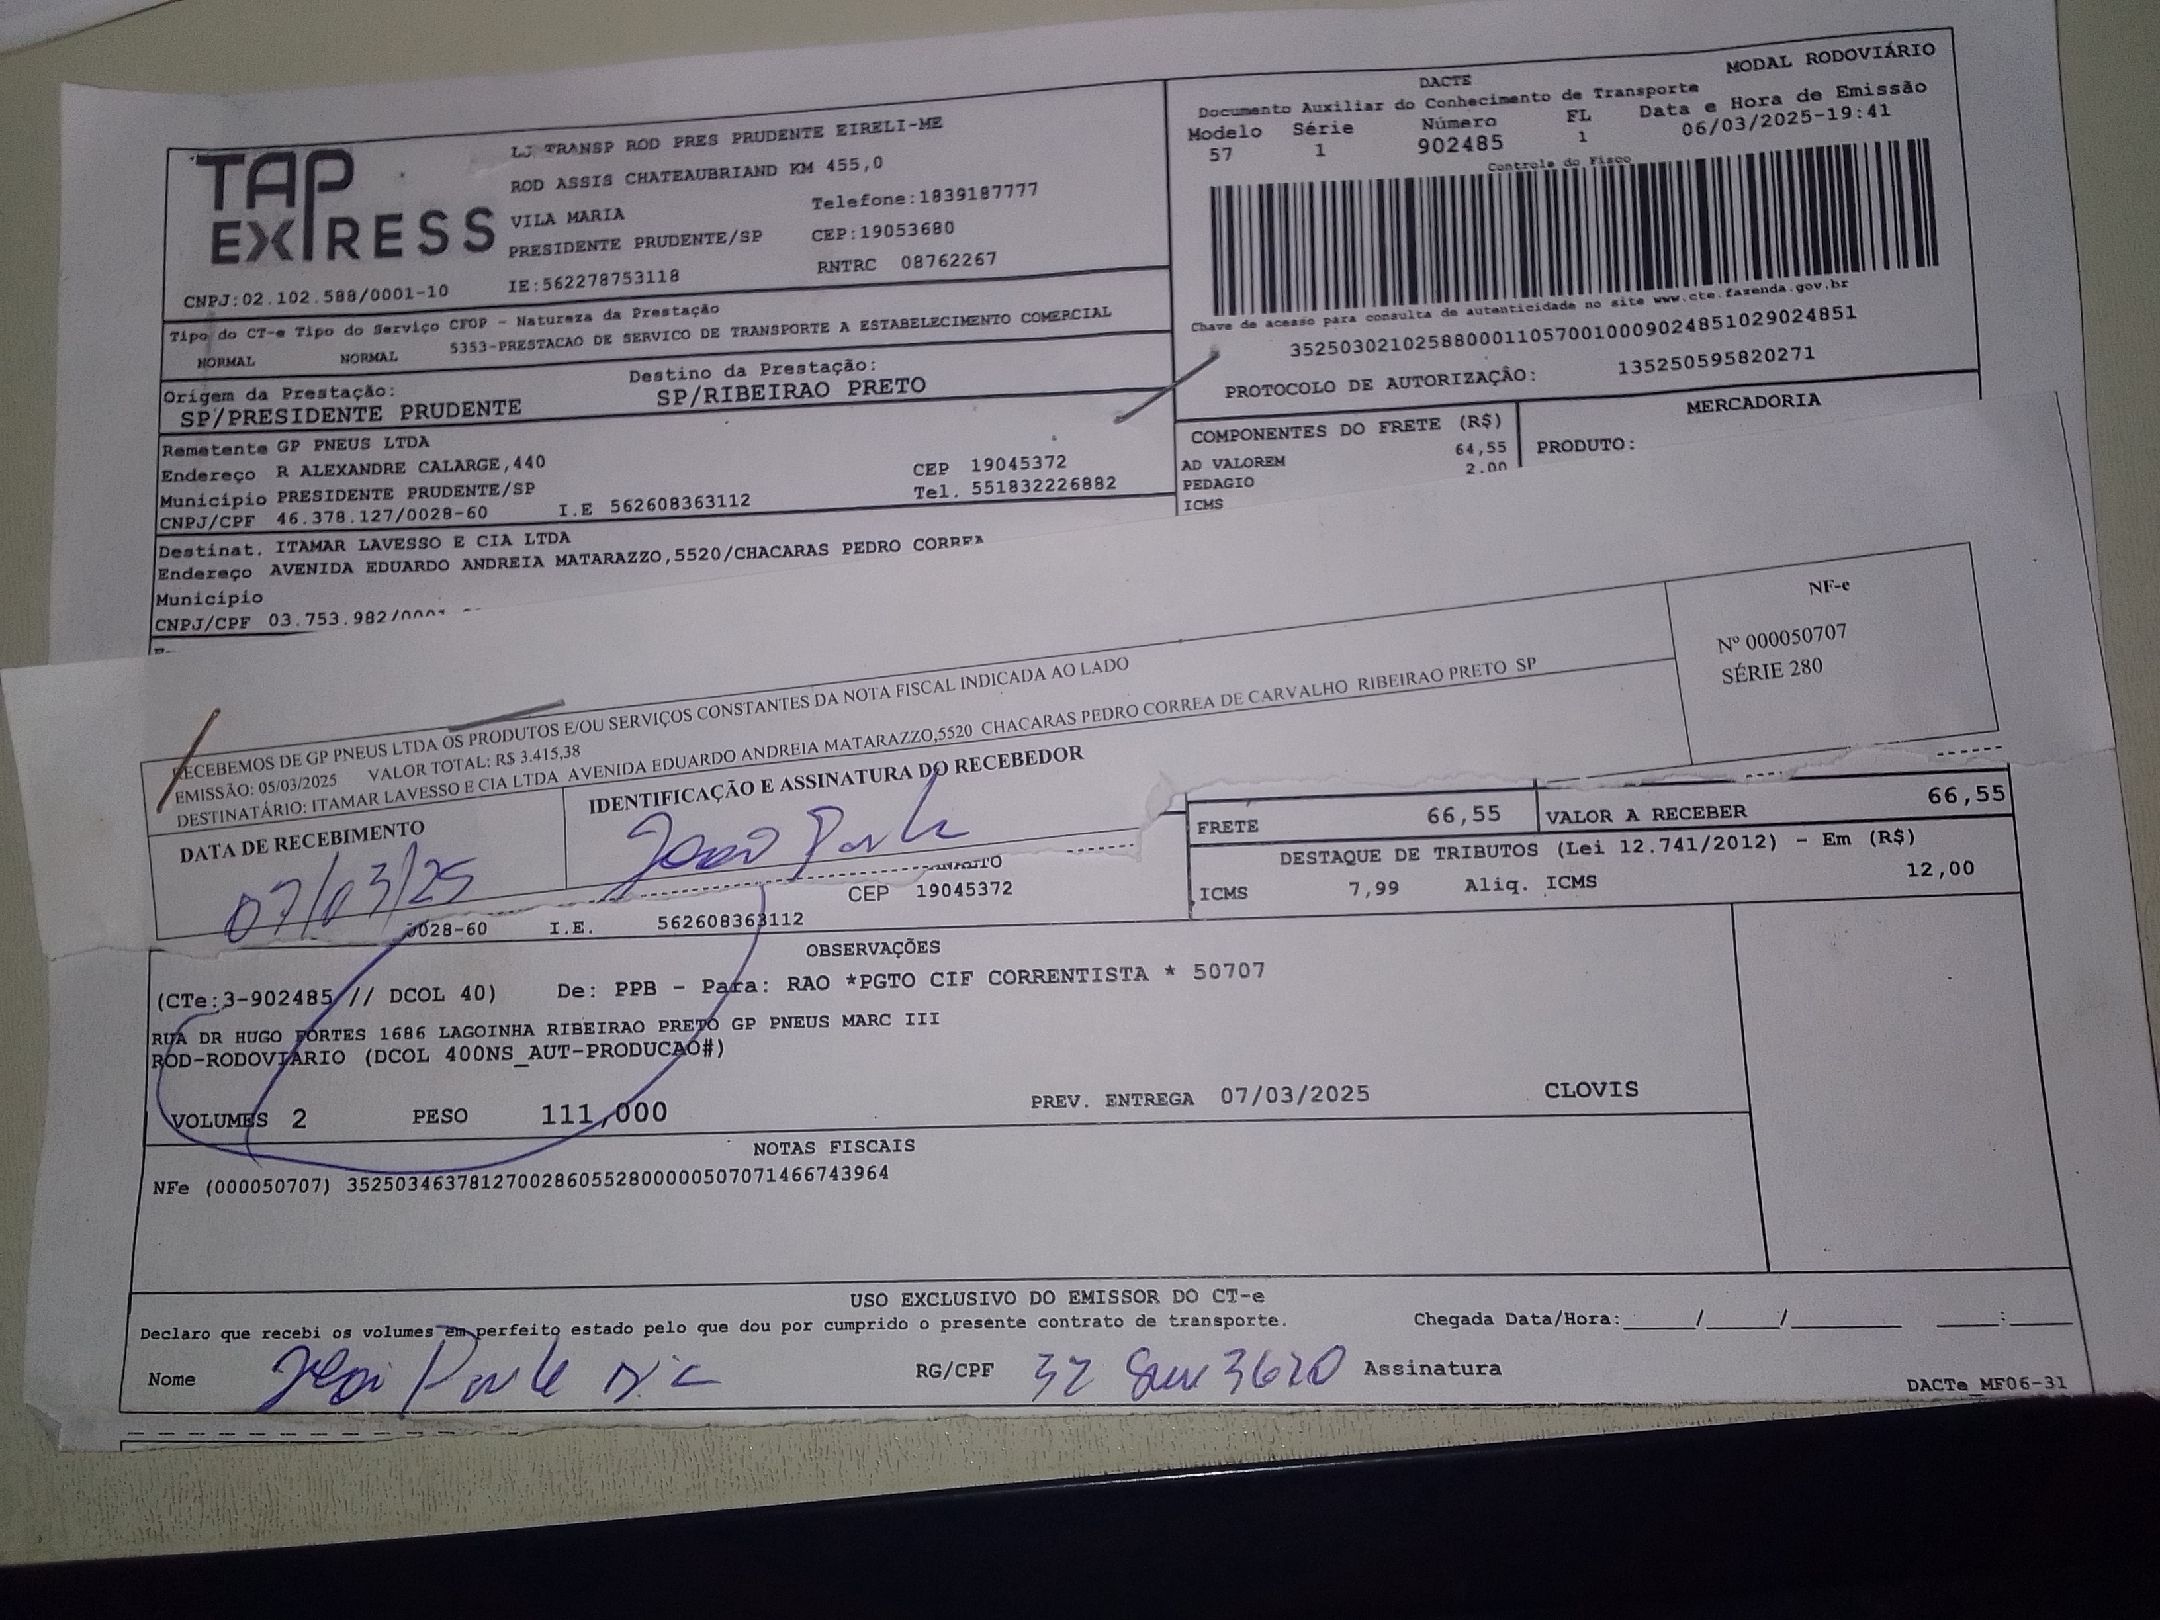 TAP EXPRESS
LJ TRANSP ROD PRES PRUDENTE EIRELI-ME
ROD ASSIS CHATEAUBRIAND KM 455,0
VILA MARIA Telefone:1839187777
PRESIDENTE PRUDENTE/SP CEP:19053680
CNPJ:02.102.588/0001-10 IE:562278753118 RNTRC 08762267
DACTE MODAL RODOVIÁRIO
Documento Auxiliar do Conhecimento de Transporte
Modelo Série Número FL Data e Hora de Emissão
57 1 902485 1 06/03/2025-19:41
Controle do Fisco
Chave de acesso para consulta de autenticidade no site www.cte.fazenda.gov.br
35250302102588000110570010009024851029024851
PROTOCOLO DE AUTORIZAÇÃO: 135250595820271
Tipo do CT-e Tipo do Serviço CFOP - Natureza da Prestação
NORMAL NORMAL 5353-PRESTACAO DE SERVICO DE TRANSPORTE A ESTABELECIMENTO COMERCIAL
Origem da Prestação: Destino da Prestação:
SP/PRESIDENTE PRUDENTE SP/RIBEIRAO PRETO
Remetente GP PNEUS LTDA
Endereço R ALEXANDRE CALARGE,440 CEP 19045372
Município PRESIDENTE PRUDENTE/SP Tel. 551832226882
CNPJ/CPF 46.378.127/0028-60 I.E 562608363112
COMPONENTES DO FRETE (R$) MERCADORIA
AD VALOREM 64,55 PRODUTO:
PEDAGIO 2.00
ICMS
Destinat. ITAMAR LAVESSO E CIA LTDA
Endereço AVENIDA EDUARDO ANDREIA MATARAZZO,5520/CHACARAS PEDRO CORREA
Município
CNPJ/CPF 03.753.982/0001
RECEBEMOS DE GP PNEUS LTDA OS PRODUTOS E/OU SERVIÇOS CONSTANTES DA NOTA FISCAL INDICADA AO LADO
EMISSÃO: 05/03/2025 VALOR TOTAL: R$ 3.415,38
DESTINATÁRIO: ITAMAR LAVESSO E CIA LTDA AVENIDA EDUARDO ANDREIA MATARAZZO,5520 CHACARAS PEDRO CORREA DE CARVALHO RIBEIRAO PRETO SP
NF-e
Nº 000050707
SÉRIE 280
DATA DE RECEBIMENTO IDENTIFICAÇÃO E ASSINATURA DO RECEBEDOR
07/03/25
FRETE 66,55 VALOR A RECEBER 66,55
DESTAQUE DE TRIBUTOS (Lei 12.741/2012) - Em (R$)
ICMS 7,99 Aliq. ICMS 12,00
CEP 19045372
0028-60 I.E. 562608363112
OBSERVAÇÕES
(CTe:3-902485 // DCOL 40) De: PPB - Para: RAO *PGTO CIF CORRENTISTA * 50707
RUA DR HUGO FORTES 1686 LAGOINHA RIBEIRAO PRETO GP PNEUS MARC III
ROD-RODOVIARIO (DCOL 400NS_AUT-PRODUCAO#)
VOLUMES 2 PESO 111,000 PREV. ENTREGA 07/03/2025 CLOVIS
NOTAS FISCAIS
NFe (000050707) 35250346378127002860552800000507071466743964
USO EXCLUSIVO DO EMISSOR DO CT-e
Declaro que recebi os volumes em perfeito estado pelo que dou por cumprido o presente contrato de transporte. Chegada Data/Hora:____/____/________ ____:____
Nome RG/CPF Assinatura
DACTe_MF06-31